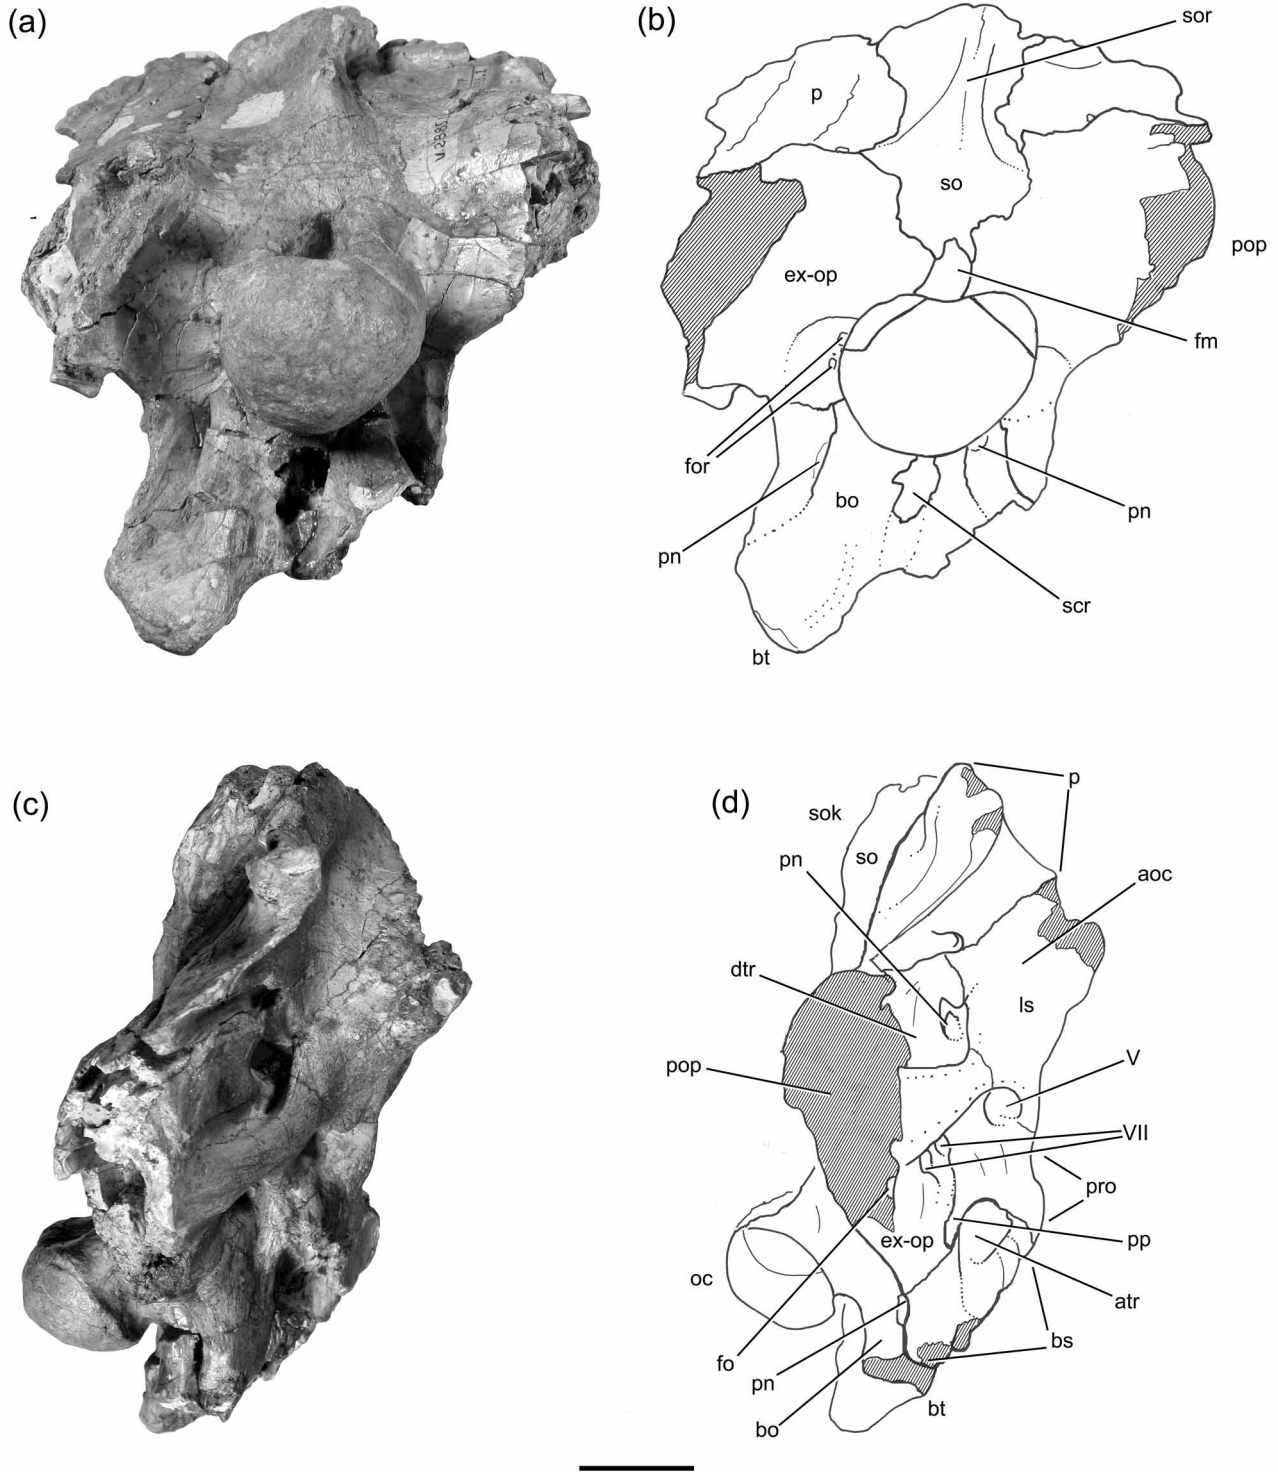 (a)
(b)
sor
p
so
pop
ex-op
fm
for
bo
pn
pn
scr
bt
(c)
(d)
p
sok
so
pn
aoc
dtr
ls
pop
V
VII
pro
ex-op
pp
oc
atr
fo
bs
pn
bt
bo